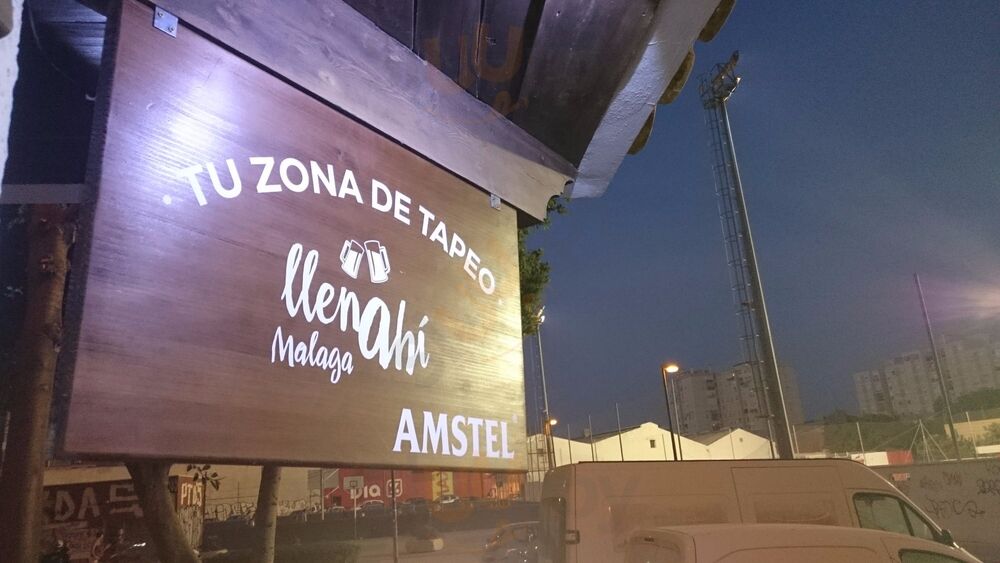 . TU ZONA DE TAPEO .
llenahí
Malaga
AMSTEL
Dia